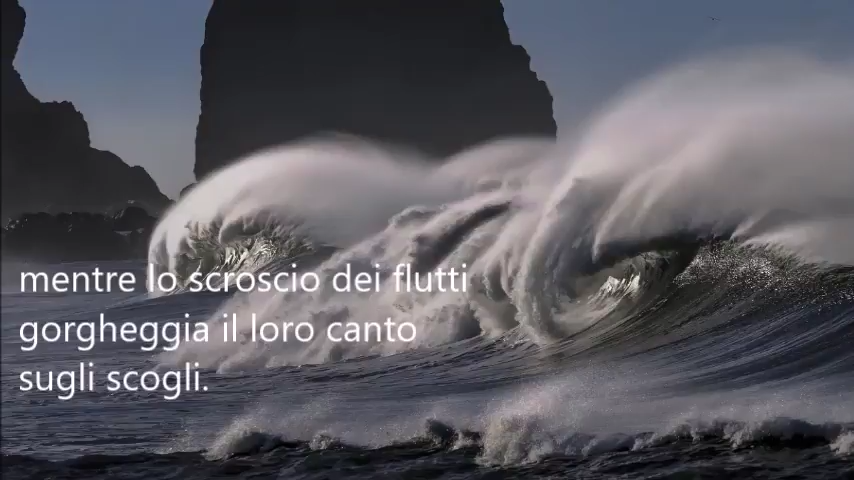 mentre lo scroscio dei flutti
gorgheggia il loro canto
sugli scogli.